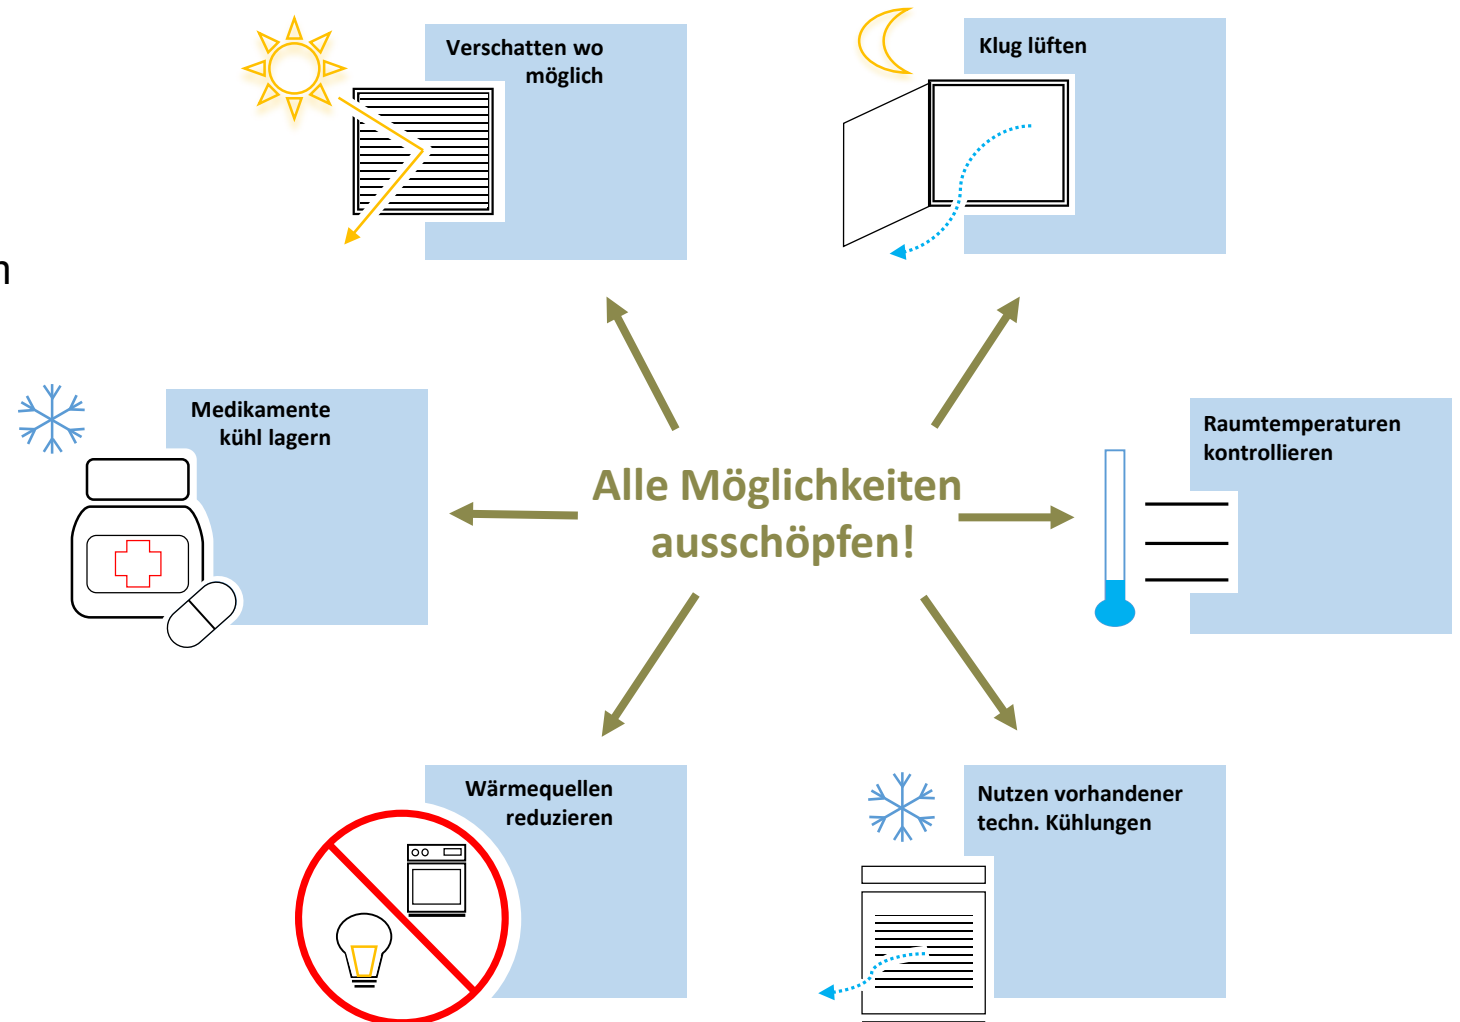 Verschatten wo
möglich
Klug lüften
n
Medikamente
kühl lagern
Raumtemperaturen
kontrollieren
Alle Möglichkeiten
ausschöpfen!
Wärmequellen
reduzieren
Nutzen vorhandener
techn. Kühlungen